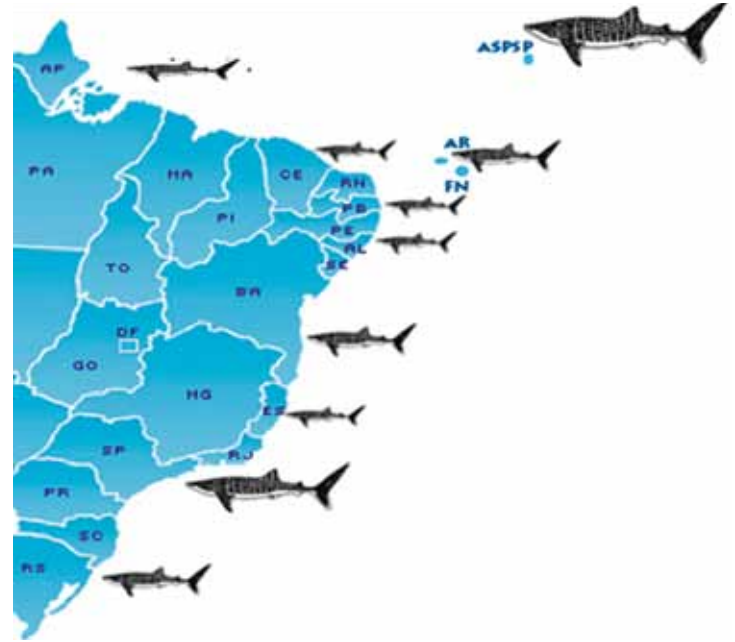 ASPSP
AP
AR
PA
MA
CE
RN
FN
PI
PB
PE
AL
SE
TO
BA
DF
GO
MG
ES
SP
RJ
PR
SC
RS